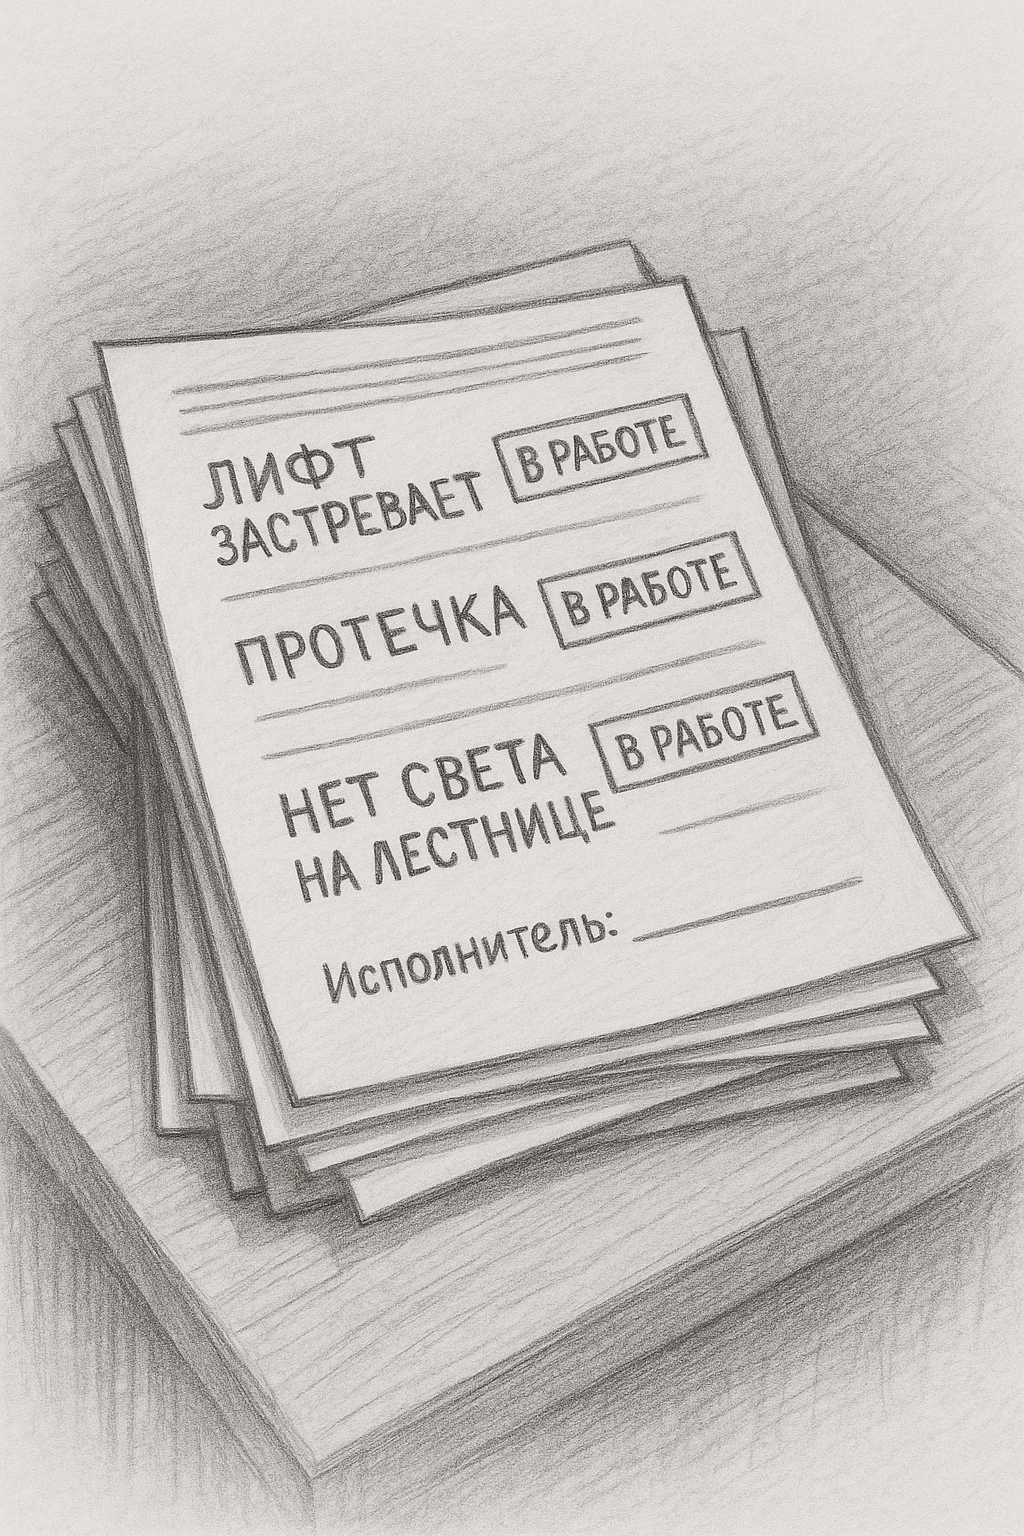 ЛИФТ
ЗАСТРЕВАЕТ
В РАБОТЕ
ПРОТЕЧКА
В РАБОТЕ
НЕТ СВЕТА
НА ЛЕСТНИЦЕ
В РАБОТЕ
Исполнитель: